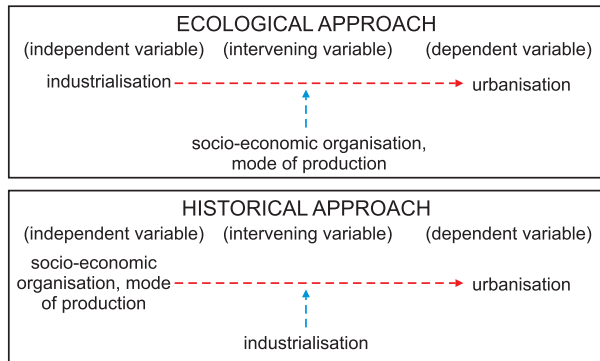 ECOLOGICAL APPROACH
(independent variable) (intervening variable) (dependent variable)
industrialisation urbanisation
socio-economic organisation,
mode of production
HISTORICAL APPROACH
(independent variable) (intervening variable) (dependent variable)
socio-economic
organisation, mode
of production
urbanisation
industrialisation